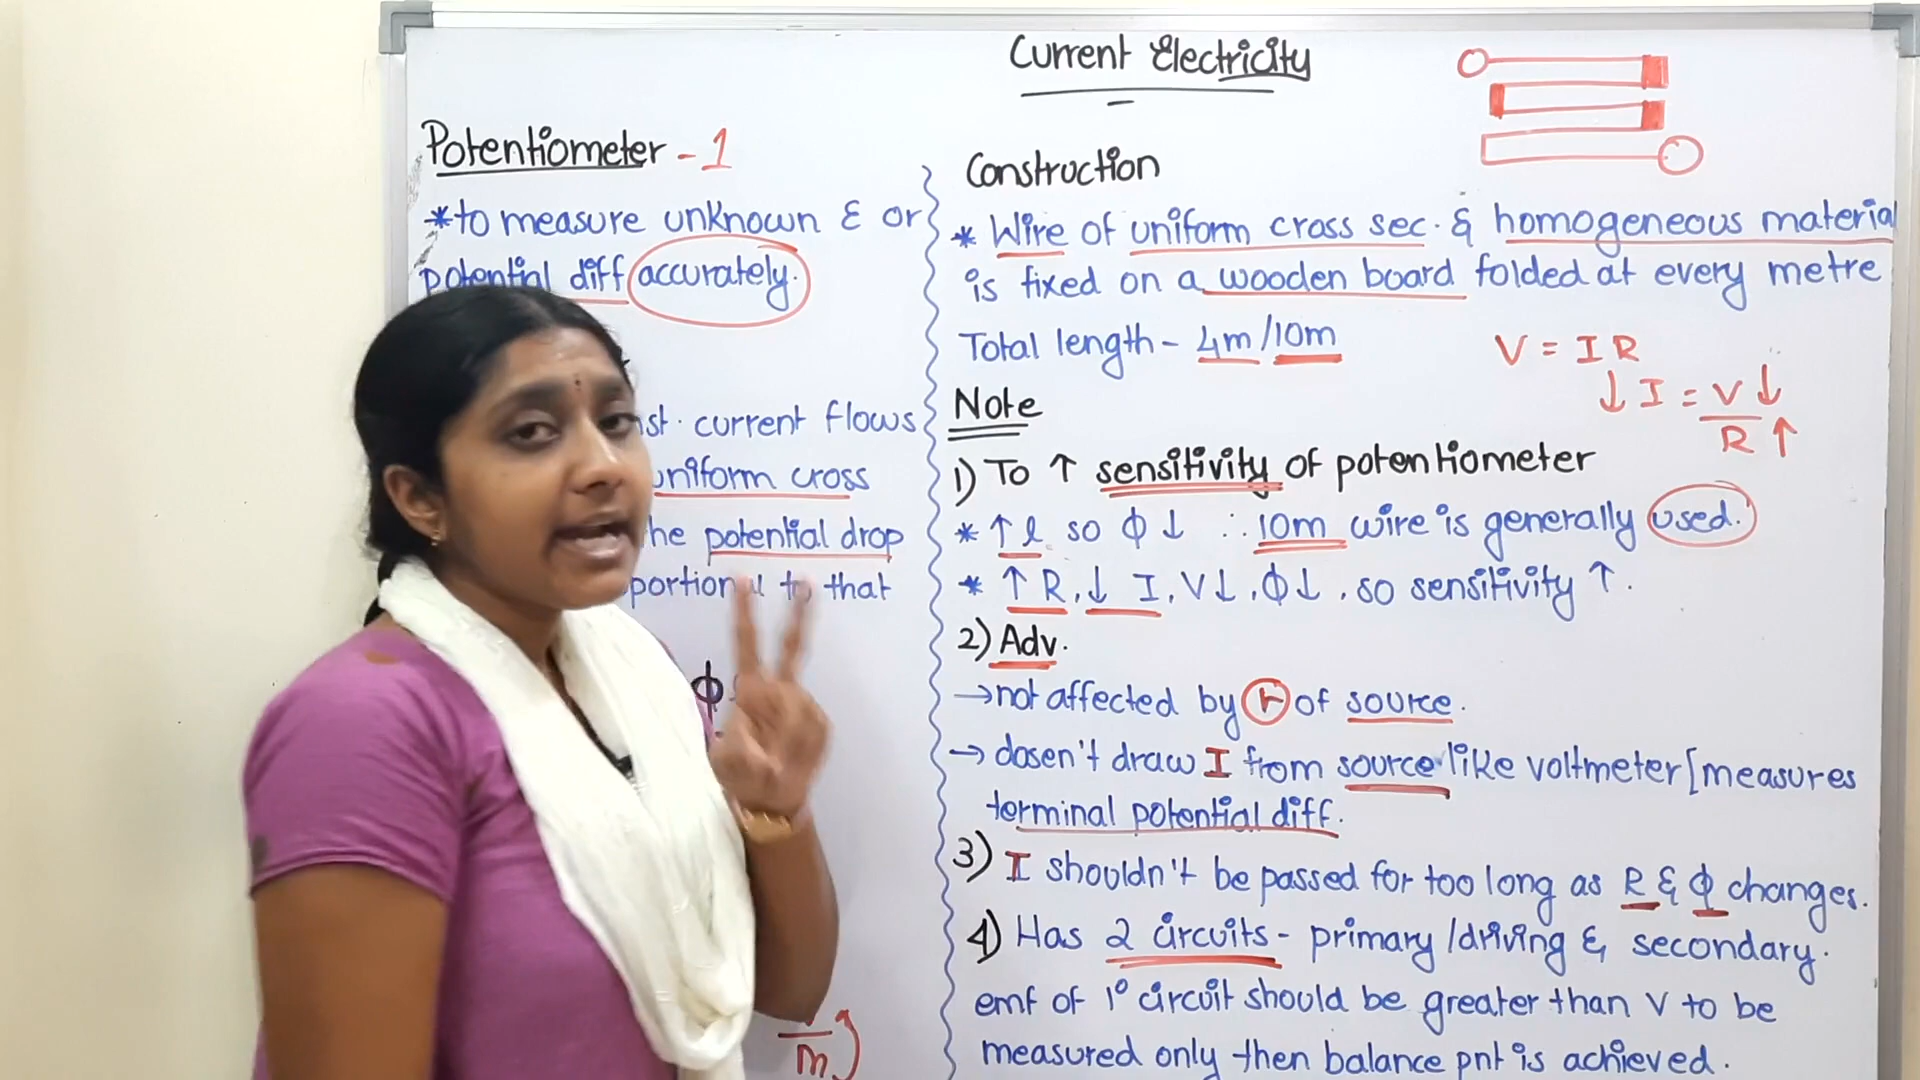 Current Electricity
Potentiometer - 1
* to measure unknown ε or
potential diff accurately.
current flows
uniform cross
potential drop
to that
ϕ
m)
Construction
* Wire of uniform cross sec. & homogeneous material
is fixed on a wooden board folded at every metre
Total length - 4m/10m
V = I R
↓ I = V ↓
R ↑
Note
1) To ↑ sensitivity of potentiometer
* ↑ l so ϕ ↓ ∴ 10m wire is generally used.
* ↑ R, ↓ I, V↓, ϕ↓, so sensitivity ↑.
2) Adv.
→ not affected by r of source.
→ dosen't draw I from source like voltmeter [measures
terminal potential diff.
3) I shouldn't be passed for too long as R & ϕ changes.
4) Has 2 circuits - primary/driving & secondary.
emf of 1° circuit should be greater than V to be
measured only then balance pnt is achieved.